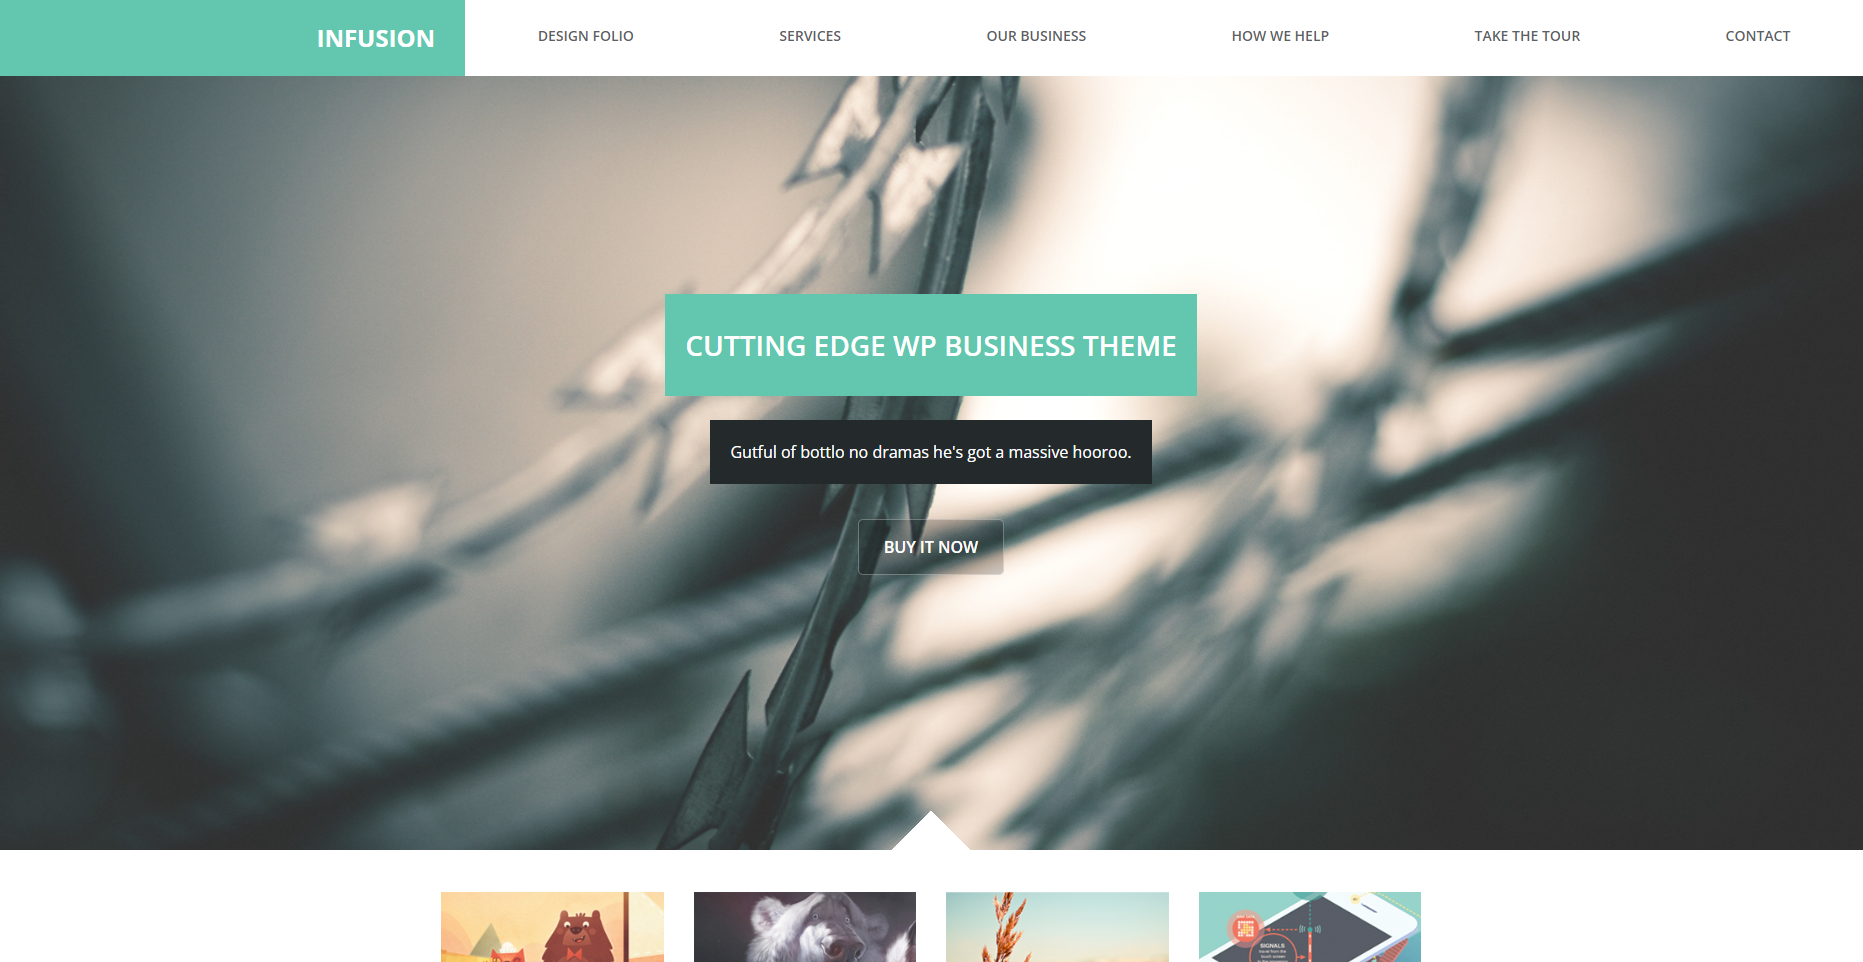 INFUSION
DESIGN FOLIO
SERVICES
OUR BUSINESS
HOW WE HELP
TAKE THE TOUR
CONTACT
CUTTING EDGE WP BUSINESS THEME
Gutful of bottlo no dramas he's got a massive hooroo.
BUY IT NOW
SIGNALS